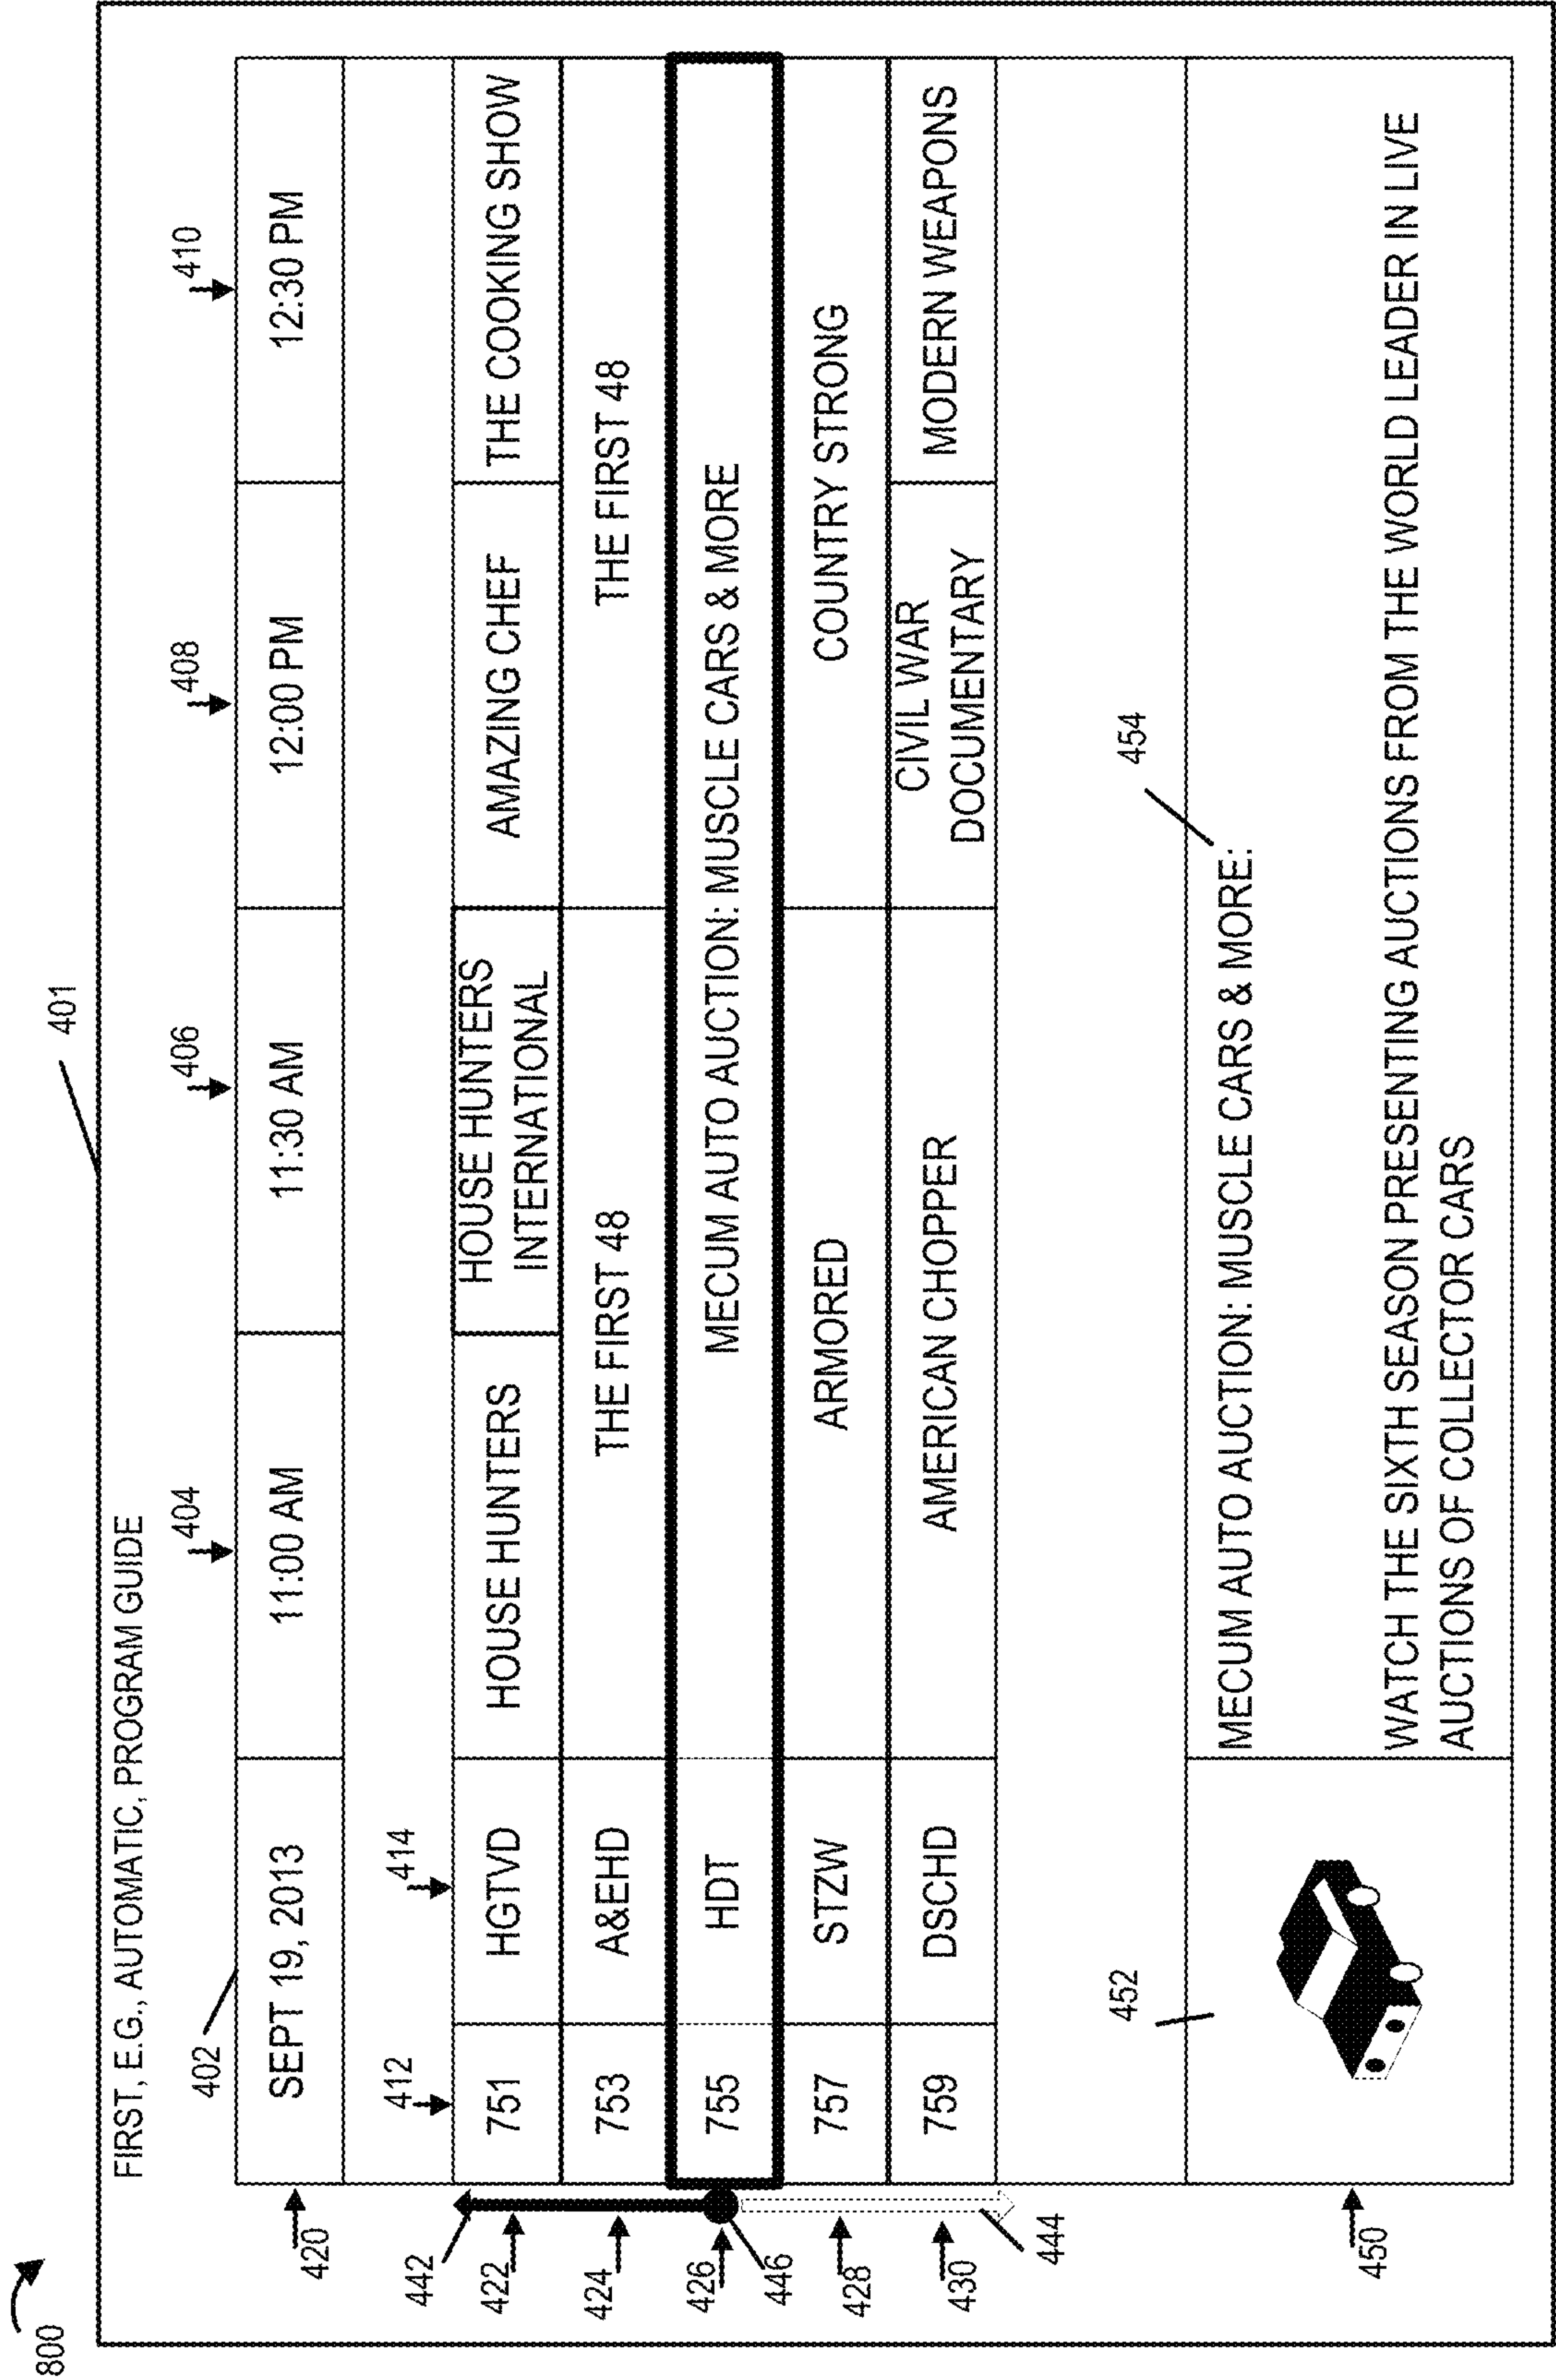 800
401
FIRST, E.G., AUTOMATIC, PROGRAM GUIDE
402
404
406
408
410
420
SEPT 19, 2013
11:00 AM
11:30 AM
12:00 PM
12:30 PM
412
414
442
422
751
HGTVD
HOUSE HUNTERS
HOUSE HUNTERS
INTERNATIONAL
AMAZING CHEF
THE COOKING SHOW
424
753
A&EHD
THE FIRST 48
THE FIRST 48
426
755
HDT
MECUM AUTO AUCTION: MUSCLE CARS & MORE
446
428
757
STZW
ARMORED
COUNTRY STRONG
430
759
DSCHD
AMERICAN CHOPPER
CIVIL WAR
DOCUMENTARY
MODERN WEAPONS
444
452
454
450
MECUM AUTO AUCTION: MUSCLE CARS & MORE:
WATCH THE SIXTH SEASON PRESENTING AUCTIONS FROM THE WORLD LEADER IN LIVE
AUCTIONS OF COLLECTOR CARS